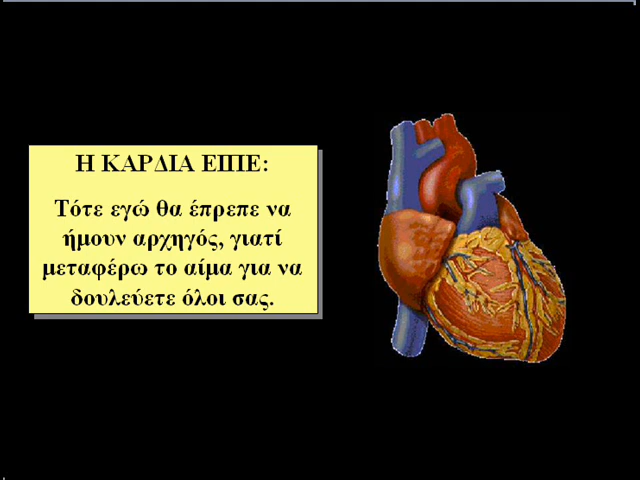 Η ΚΑΡΔΙΑ ΕΙΠΕ:
Τότε εγώ θα έπρεπε να
ήμουν αρχηγός, γιατί
μεταφέρω το αίμα για να
δουλεύετε όλοι σας.